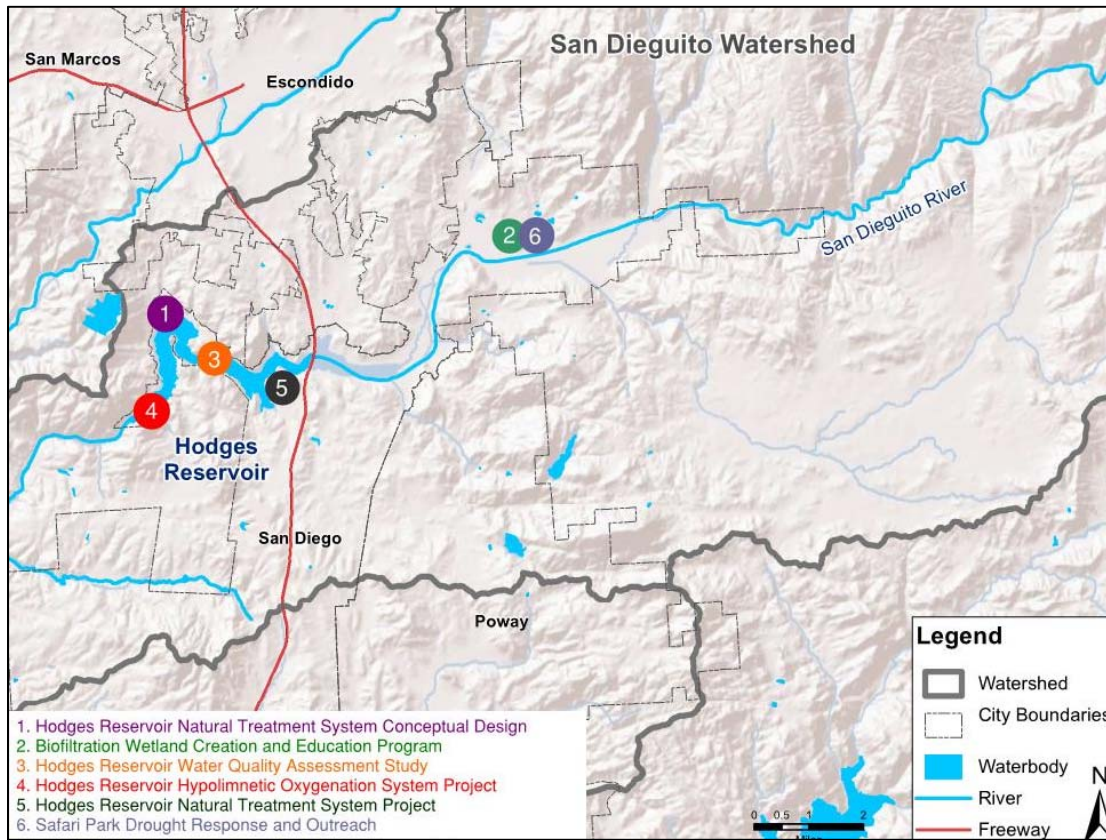 San Dieguito Watershed
San Marcos
Escondido
2
6
San Dieguito River
1
3
5
4
Hodges
Reservoir
San Diego
Poway
Legend
Watershed
City Boundaries
Waterbody
River
Freeway
N
0 0.5 1 2
Miles
1. Hodges Reservoir Natural Treatment System Conceptual Design
2. Biofiltration Wetland Creation and Education Program
3. Hodges Reservoir Water Quality Assessment Study
4. Hodges Reservoir Hypolimnetic Oxygenation System Project
5. Hodges Reservoir Natural Treatment System Project
6. Safari Park Drought Response and Outreach